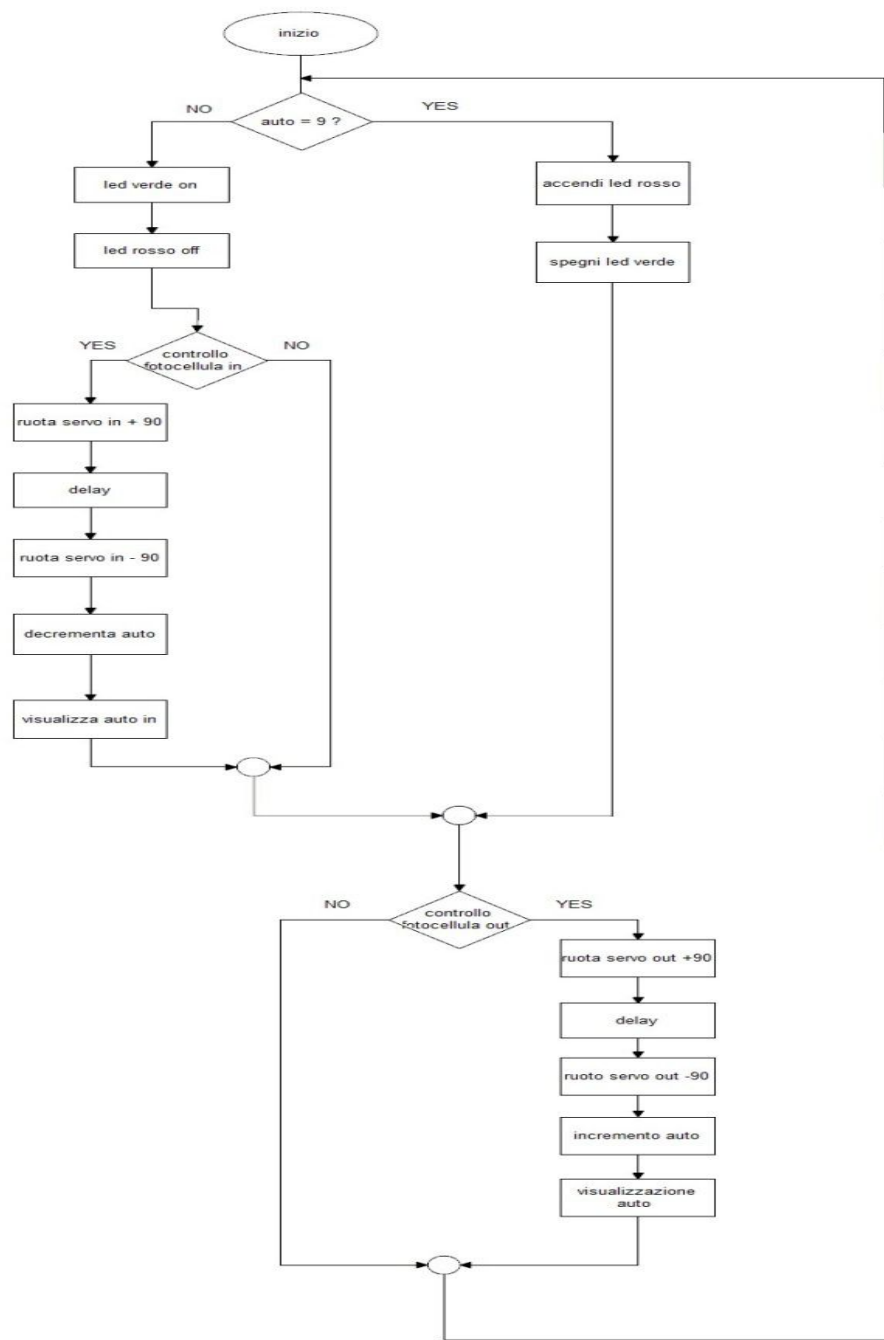 inizio
NO
YES
auto = 9 ?
led verde on
accendi led rosso
led rosso off
spegni led verde
YES
NO
controllo
fotocellula in
ruota servo in + 90
delay
ruota servo in - 90
decrementa auto
visualizza auto in
NO
YES
controllo
fotocellula out
ruota servo out +90
delay
ruoto servo out -90
incremento auto
visualizzazione
auto